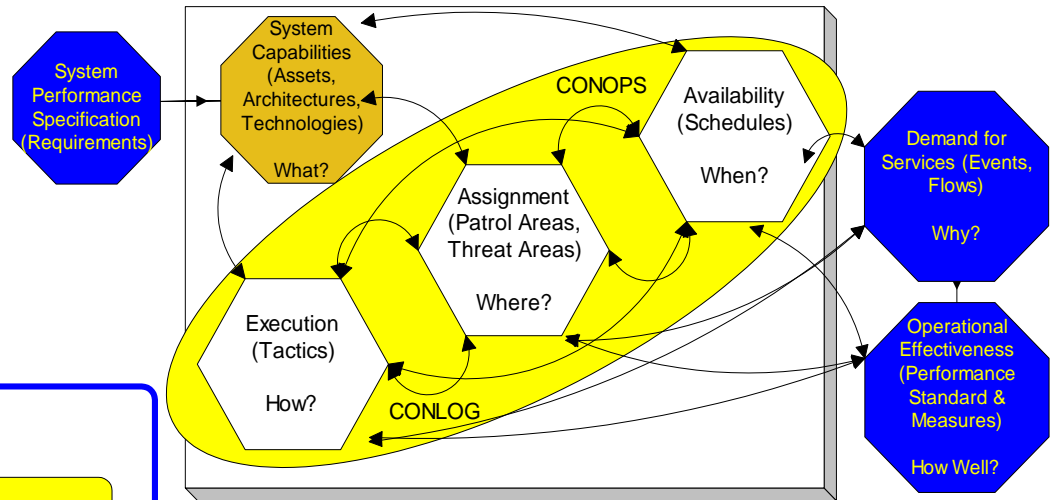 System
Performance
Specification
(Requirements)
System
Capabilities
(Assets,
Architectures,
Technologies)
What?
CONOPS
Availability
(Schedules)
When?
Assignment
(Patrol Areas,
Threat Areas)
Where?
Execution
(Tactics)
How?
CONLOG
Demand for
Services (Events,
Flows)
Why?
Operational
Effectiveness
(Performance
Standard &
Measures)
How Well?